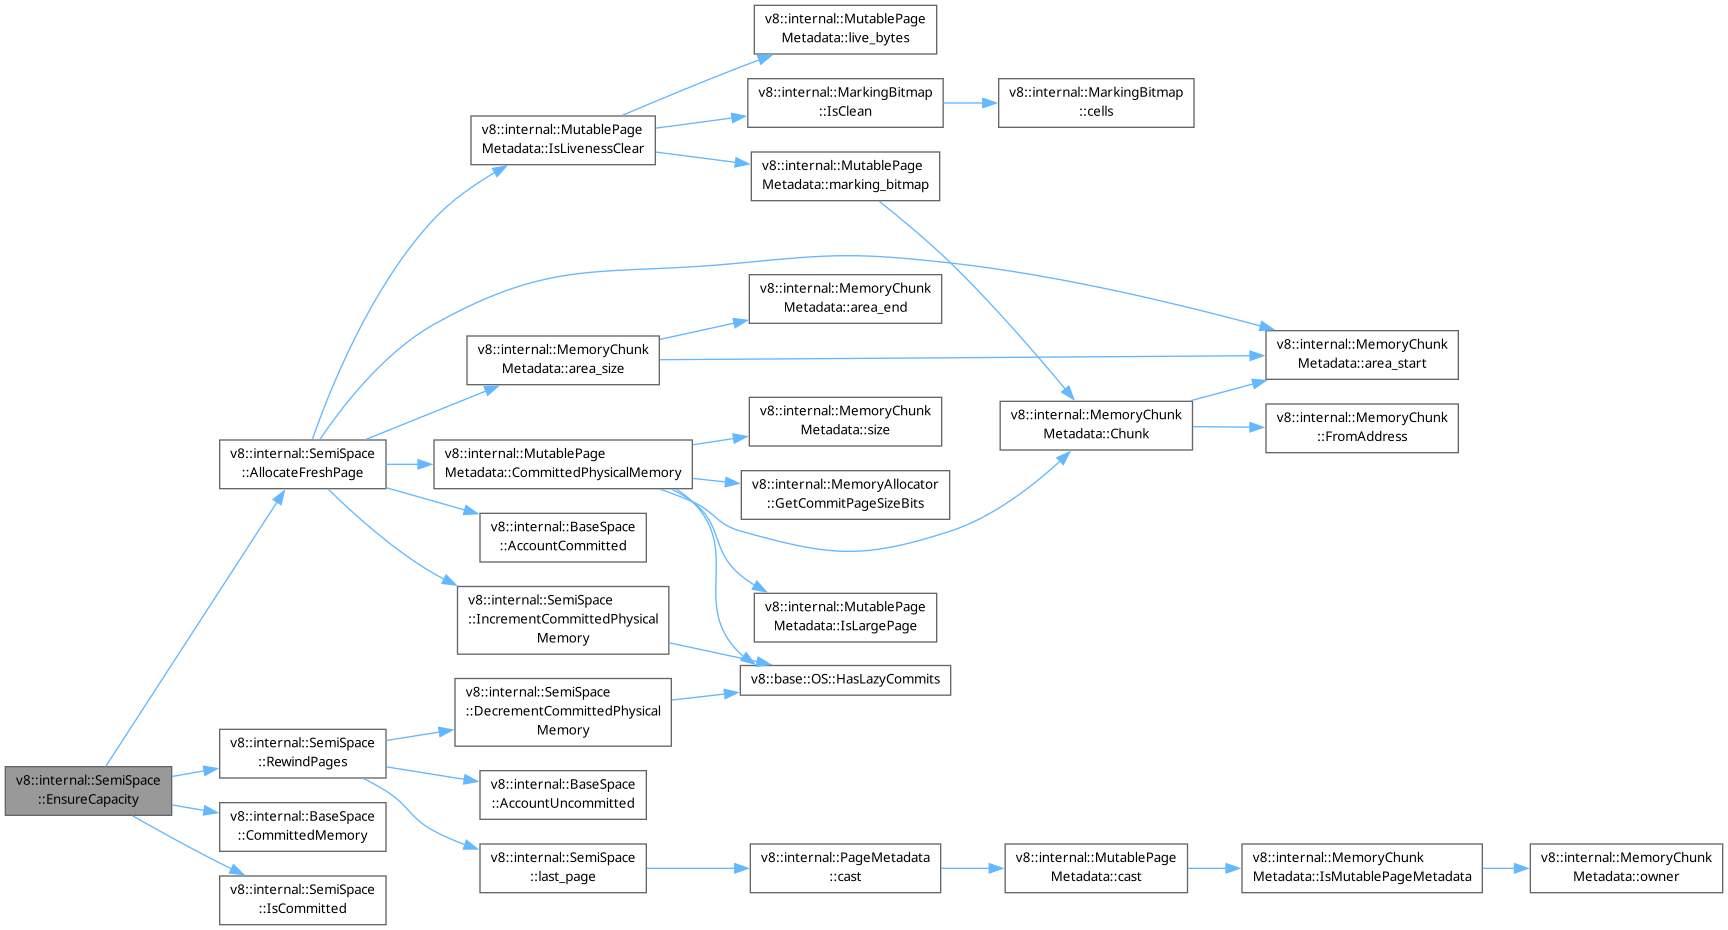 v8::internal::MutablePage
Metadata::live_bytes
v8::internal::MarkingBitmap
::IsClean
v8::internal::MarkingBitmap
::cells
v8::internal::MutablePage
Metadata::IsLivenessClear
v8::internal::MutablePage
Metadata::marking_bitmap
v8::internal::MemoryChunk
Metadata::area_end
v8::internal::MemoryChunk
Metadata::area_size
v8::internal::MemoryChunk
Metadata::area_start
v8::internal::MemoryChunk
Metadata::size
v8::internal::MemoryChunk
Metadata::Chunk
v8::internal::MemoryChunk
::FromAddress
v8::internal::SemiSpace
::AllocateFreshPage
v8::internal::MutablePage
Metadata::CommittedPhysicalMemory
v8::internal::MemoryAllocator
::GetCommitPageSizeBits
v8::internal::BaseSpace
::AccountCommitted
v8::internal::SemiSpace
::IncrementCommittedPhysical
Memory
v8::internal::MutablePage
Metadata::IsLargePage
v8::base::OS::HasLazyCommits
v8::internal::SemiSpace
::DecrementCommittedPhysical
Memory
v8::internal::SemiSpace
::RewindPages
v8::internal::SemiSpace
::EnsureCapacity
v8::internal::BaseSpace
::AccountUncommitted
v8::internal::BaseSpace
::CommittedMemory
v8::internal::SemiSpace
::last_page
v8::internal::PageMetadata
::cast
v8::internal::MutablePage
Metadata::cast
v8::internal::MemoryChunk
Metadata::IsMutablePageMetadata
v8::internal::MemoryChunk
Metadata::owner
v8::internal::SemiSpace
::IsCommitted